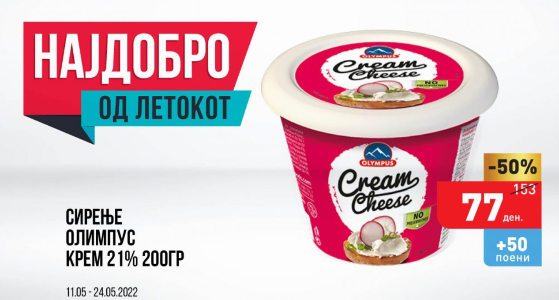 НАЈДОБРО
ОД ЛЕТОКОТ
OLYMPUS
Cream
Cheese
NO
OLYMPUS
Cream
Cheese
NO
-50%
153
77 ден.
+50
поени
СИРЕЊЕ
ОЛИМПУС
КРЕМ 21% 200ГР
11.05 - 24.05.2022